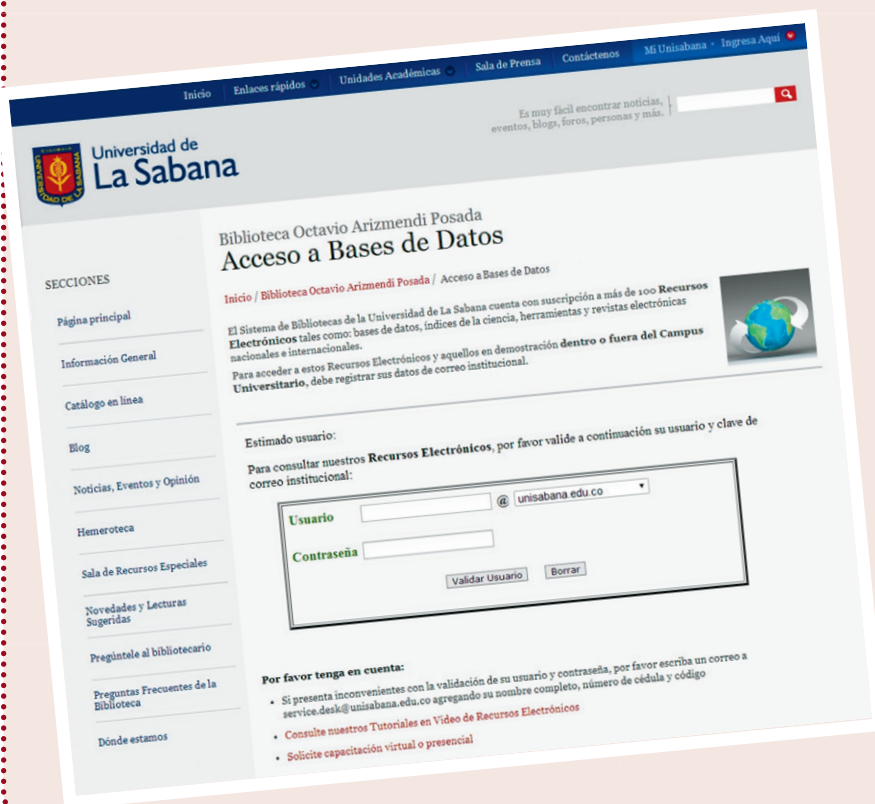 Inicio
Enlaces rápidos
Unidades Académicas
Sala de Prensa
Contáctenos
Mi Unisabana · Ingresa Aquí
Es muy fácil encontrar noticias,
eventos, blogs, foros, personas y más.
UNIVERSIDAD DE LA SABANA
Universidad de
La Sabana
Biblioteca Octavio Arizmendi Posada
Acceso a Bases de Datos
Inicio / Biblioteca Octavio Arizmendi Posada / Acceso a Bases de Datos
El Sistema de Bibliotecas de la Universidad de La Sabana cuenta con suscripción a más de 100 Recursos
Electrónicos tales como: bases de datos, índices de la ciencia, herramientas y revistas electrónicas
nacionales e internacionales.
Para acceder a estos Recursos Electrónicos y aquellos en demostración dentro o fuera del Campus
Universitario, debe registrar sus datos de correo institucional.
SECCIONES
Página principal
Información General
Catálogo en línea
Blog
Noticias, Eventos y Opinión
Hemeroteca
Sala de Recursos Especiales
Novedades y Lecturas
Sugeridas
Pregúntele al bibliotecario
Preguntas Frecuentes de la
Biblioteca
Dónde estamos
Estimado usuario:
Para consultar nuestros Recursos Electrónicos, por favor valide a continuación su usuario y clave de
correo institucional:
Usuario @ unisabana.edu.co
Contraseña
Validar Usuario Borrar
Por favor tenga en cuenta:
• Si presenta inconvenientes con la validación de su usuario y contraseña, por favor escriba un correo a
service.desk@unisabana.edu.co agregando su nombre completo, número de cédula y código
• Consulte nuestros Tutoriales en Video de Recursos Electrónicos
• Solicite capacitación virtual o presencial